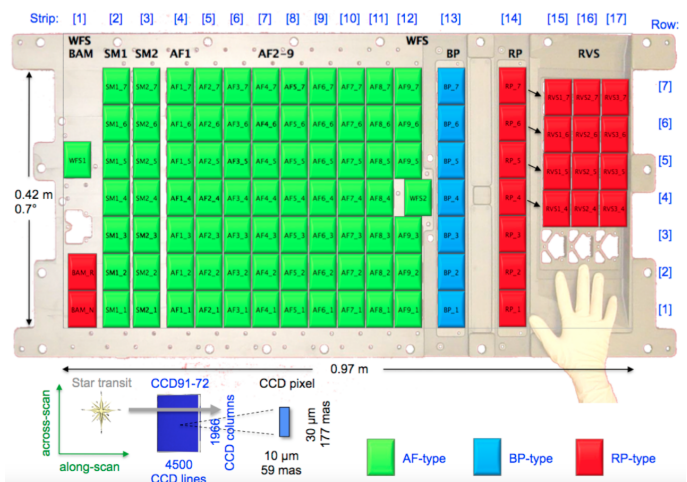 Strip: [1] [2] [3] [4] [5] [6] [7] [8] [9] [10] [11] [12] [13] [14] [15] [16] [17] Row:
WFS WFS
BAM SM1 SM2 AF1 AF2-9 BP RP RVS
SM1_7 SM2_7 AF1_7 AF2_7 AF3_7 AF4_7 AF5_7 AF6_7 AF7_7 AF8_7 AF9_7 BP_7 RP_7 RVS1_7 RVS2_7 RVS3_7 [7]
SM1_6 SM2_6 AF1_6 AF2_6 AF3_6 AF4_6 AF5_6 AF6_6 AF7_6 AF8_6 AF9_6 BP_6 RP_6 RVS1_6 RVS2_6 RVS3_6 [6]
WFS1 SM1_5 SM2_5 AF1_5 AF2_5 AF3_5 AF4_5 AF5_5 AF6_5 AF7_5 AF8_5 AF9_5 BP_5 RP_5 RVS1_5 RVS2_5 RVS3_5 [5]
0.42 m
0.7°
SM1_4 SM2_4 AF1_4 AF2_4 AF3_4 AF4_4 AF5_4 AF6_4 AF7_4 AF8_4 WFS2 BP_4 RP_4 RVS1_4 RVS2_4 RVS3_4 [4]
SM1_3 SM2_3 AF1_3 AF2_3 AF3_3 AF4_3 AF5_3 AF6_3 AF7_3 AF8_3 AF9_3 BP_3 RP_3 [3]
BAM_R SM1_2 SM2_2 AF1_2 AF2_2 AF3_2 AF4_2 AF5_2 AF6_2 AF7_2 AF8_2 AF9_2 BP_2 RP_2 [2]
BAM_N SM1_1 SM2_1 AF1_1 AF2_1 AF3_1 AF4_1 AF5_1 AF6_1 AF7_1 AF8_1 AF9_1 BP_1 RP_1 [1]
0.97 m
Star transit CCD91-72 CCD pixel
across-scan
along-scan
1966
CCD columns
4500
CCD lines
30 µm
177 mas
10 µm
59 mas
AF-type BP-type RP-type